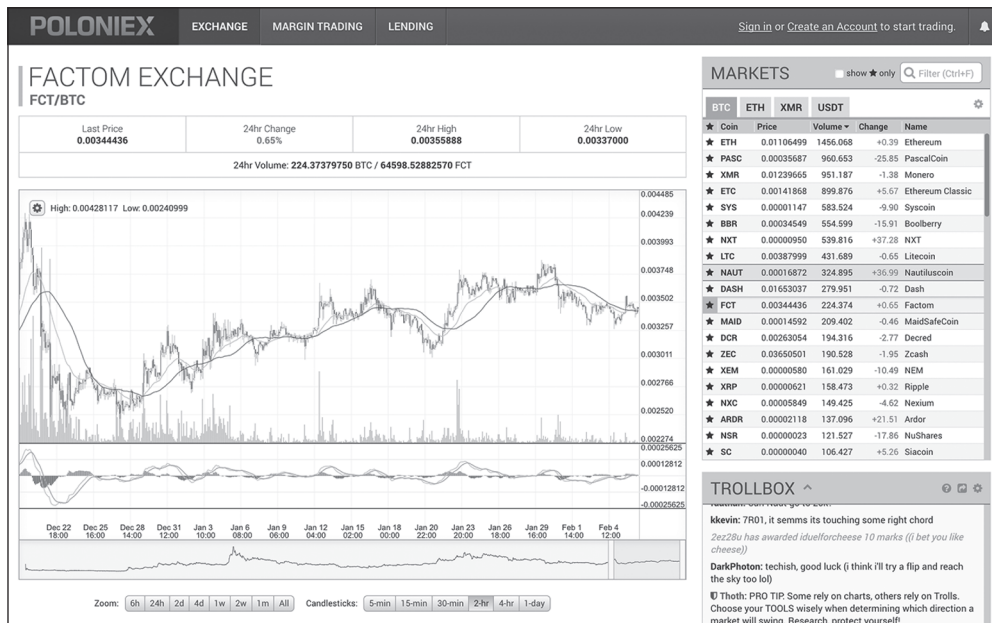 POLONIEX EXCHANGE MARGIN TRADING LENDING Sign in or Create an Account to start trading.
FACTOM EXCHANGE
FCT/BTC
Last Price 24hr Change 24hr High 24hr Low
0.00344436 0.65% 0.00355888 0.00337000
24hr Volume: 224.37379750 BTC / 64598.52882570 FCT
High: 0.00428117 Low: 0.00240999
0.004485
0.004239
0.003993
0.003748
0.003502
0.003257
0.003011
0.002766
0.002520
0.002274
0.00025625
0.00012812
-0.00012812
-0.00025625
Dec 22 Dec 25 Dec 28 Dec 31 Jan 3 Jan 6 Jan 9 Jan 12 Jan 15 Jan 18 Jan 20 Jan 23 Jan 26 Jan 29 Feb 1 Feb 4
18:00 16:00 14:00 12:00 10:00 08:00 06:00 04:00 02:00 00:00 22:00 20:00 18:00 16:00 14:00 12:00
Zoom: 6h 24h 2d 4d 1w 2w 1m All Candlesticks: 5-min 15-min 30-min 2-hr 4-hr 1-day
MARKETS show ★ only Filter (Ctrl+F)
BTC ETH XMR USDT
★ Coin Price Volume Change Name
★ ETH 0.01106499 1456.068 +0.39 Ethereum
★ PASC 0.00035687 960.653 -25.85 PascalCoin
★ XMR 0.01239665 951.187 -1.38 Monero
★ ETC 0.00141868 899.876 +5.67 Ethereum Classic
★ SYS 0.00001147 583.524 -9.90 Syscoin
★ BBR 0.00034549 554.599 -15.91 Boolberry
★ NXT 0.00000950 539.816 +37.28 NXT
★ LTC 0.00387999 431.689 -0.65 Litecoin
★ NAUT 0.00016872 324.895 +36.99 Nautiluscoin
★ DASH 0.01653037 279.951 -0.72 Dash
★ FCT 0.00344436 224.374 +0.65 Factom
★ MAID 0.00014592 209.402 -0.46 MaidSafeCoin
★ DCR 0.00263054 194.316 -2.77 Decred
★ ZEC 0.03650501 190.528 -1.95 Zcash
★ XEM 0.00000580 161.029 -10.49 NEM
★ XRP 0.00000621 158.473 +0.32 Ripple
★ NXC 0.00005849 149.425 -4.62 Nexium
★ ARDR 0.00002118 137.096 +21.51 Ardor
★ NSR 0.00000023 121.527 -17.86 NuShares
★ SC 0.00000040 106.427 +5.26 Siacoin
TROLLBOX
kkevin: 7R01, it semms its touching some right chord
2ez28u has awarded iduelforcheese 10 marks ((i bet you like
cheese))
DarkPhoton: techish, good luck (i think i'll try a flip and reach
the sky too lol)
Thoth: PRO TIP. Some rely on charts, others rely on Trolls.
Choose your TOOLS wisely when determining which direction a
market will swing. Research, protect yourself!